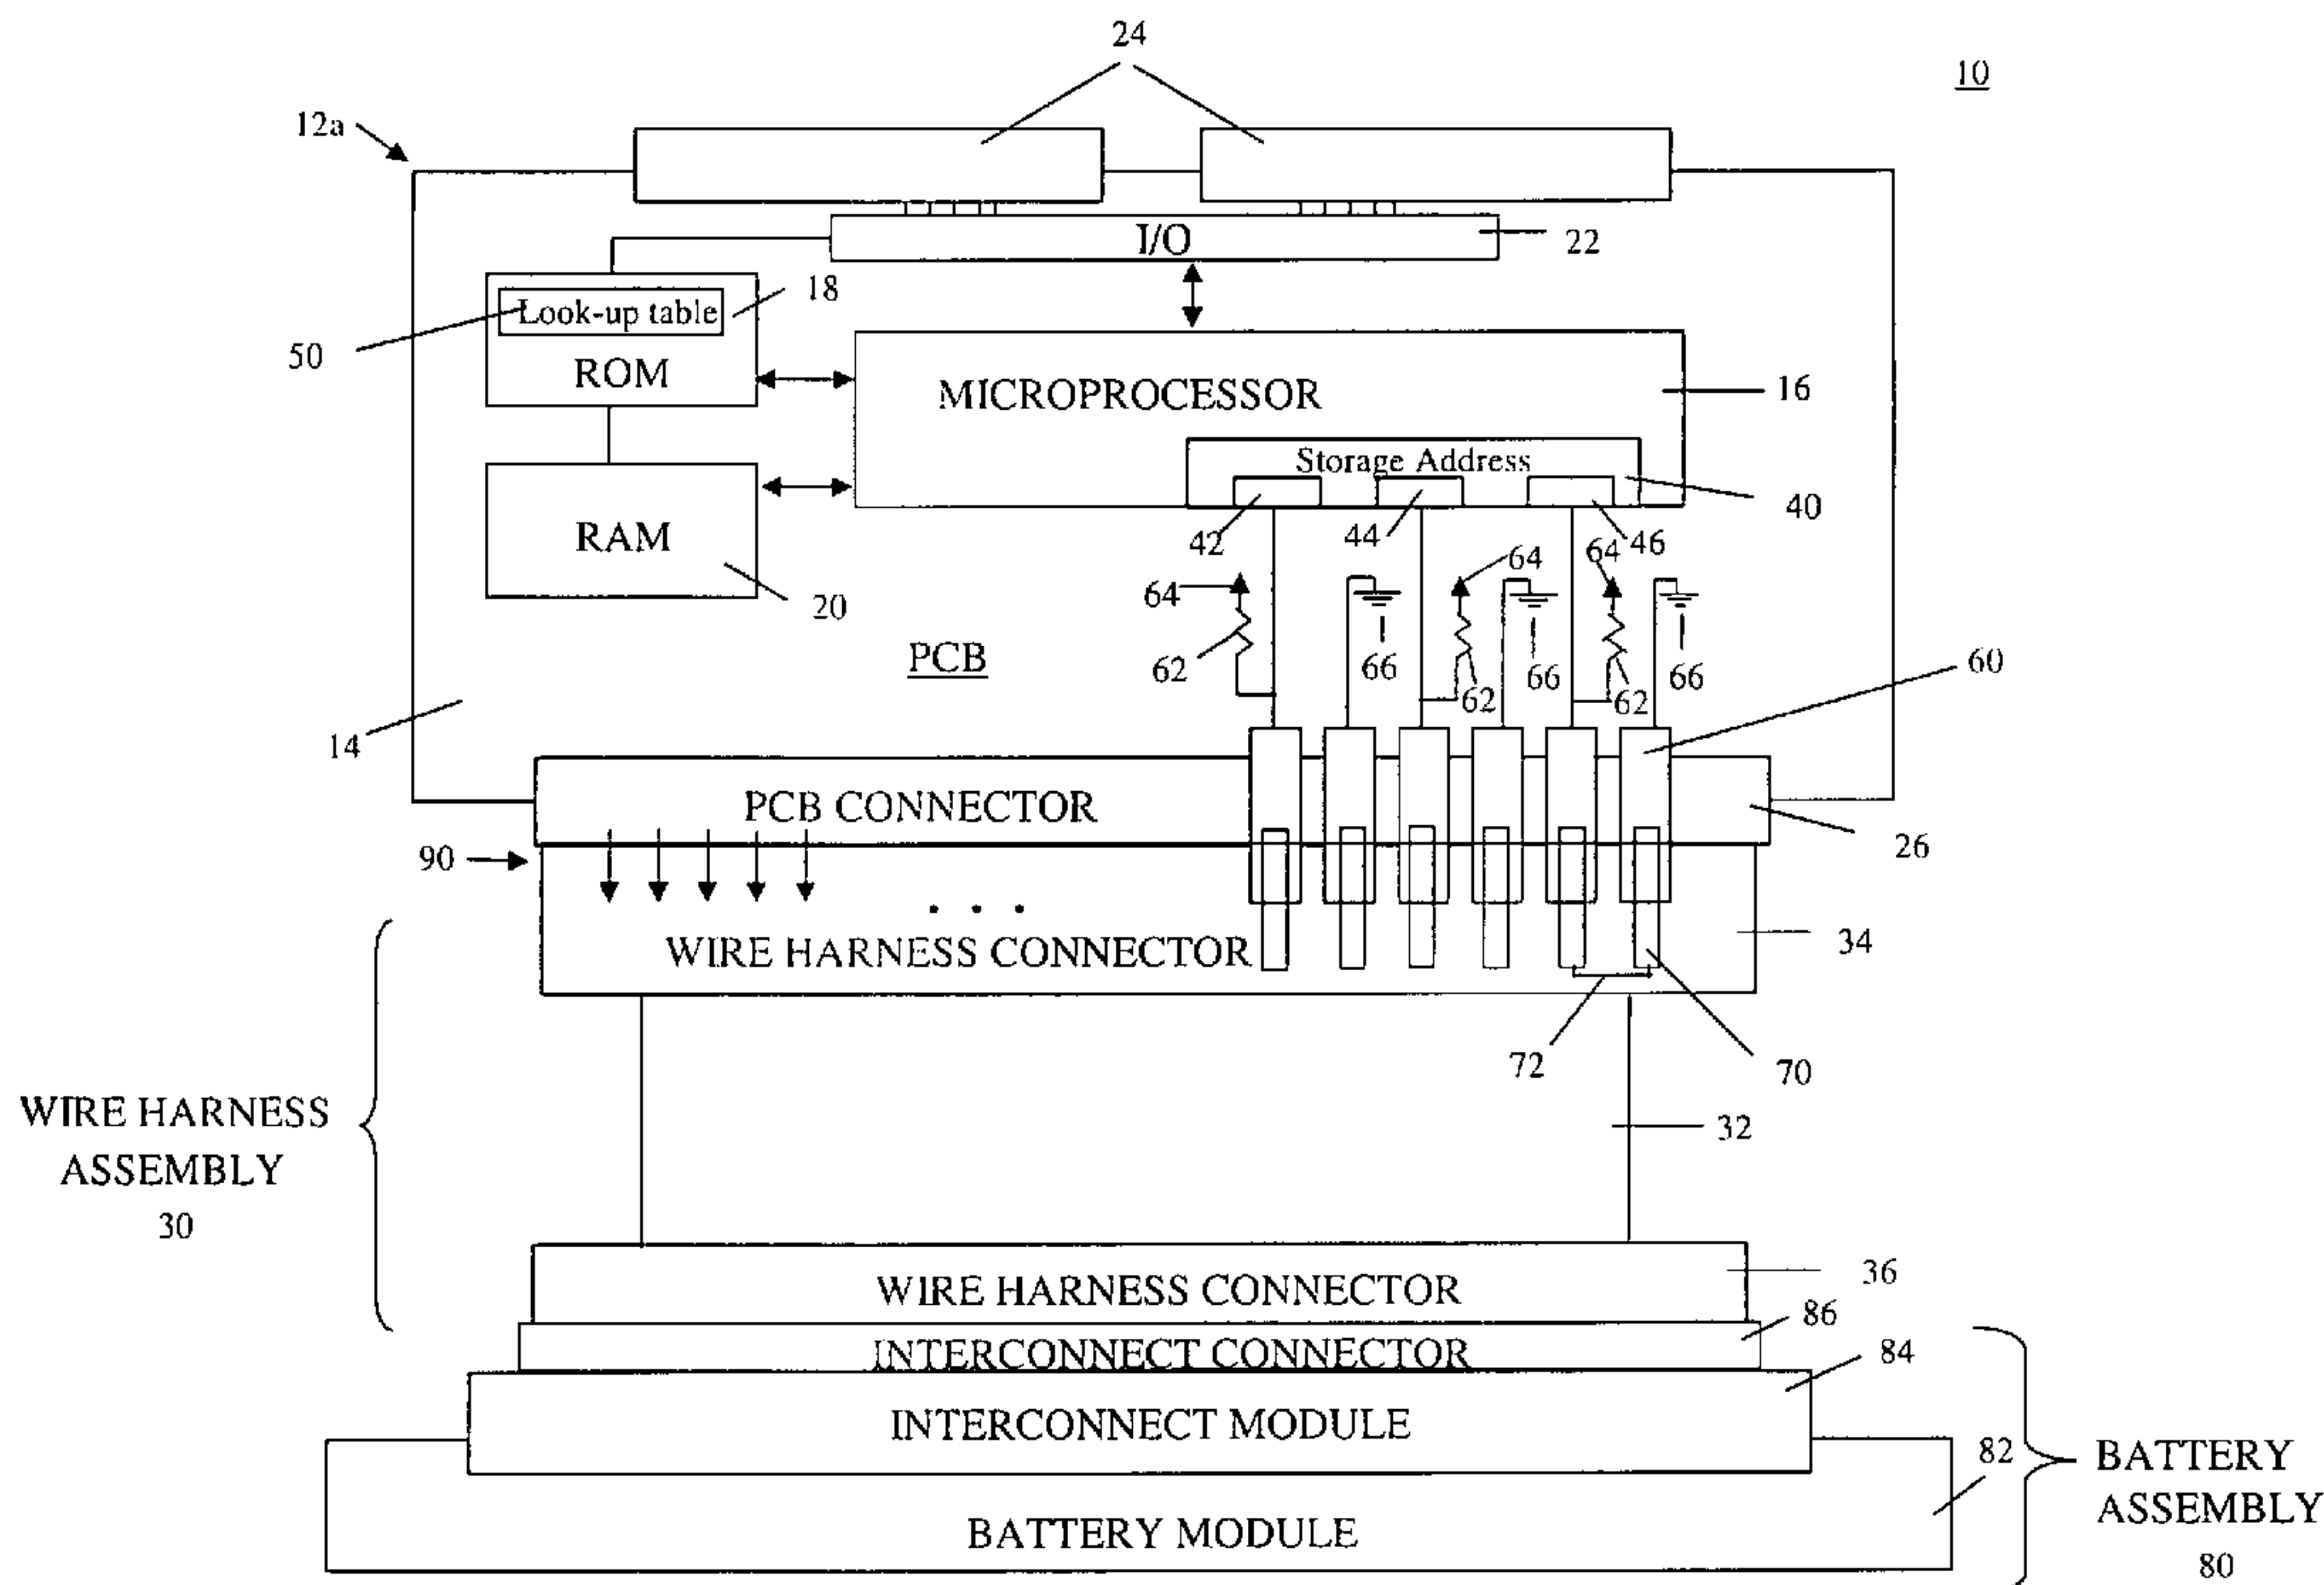 24
10
12a
I/O
22
Look-up table
18
50
ROM
MICROPROCESSOR
16
Storage Address
40
RAM
42
44
46
64
64
64
20
62
66
62
66
62
66
PCB
60
14
PCB CONNECTOR
26
90
. . .
WIRE HARNESS CONNECTOR
34
72
70
WIRE HARNESS
ASSEMBLY
30
32
WIRE HARNESS CONNECTOR
36
INTERCONNECT CONNECTOR
86
INTERCONNECT MODULE
84
BATTERY MODULE
82
BATTERY
ASSEMBLY
80